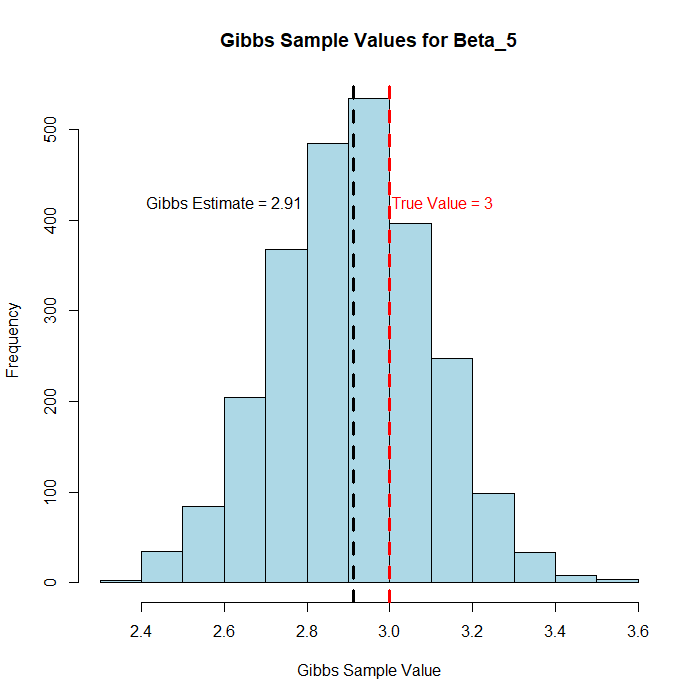 Gibbs Sample Values for Beta_5
500
400
300
200
100
0
Frequency
Gibbs Estimate = 2.91
True Value = 3
2.4 2.6 2.8 3.0 3.2 3.4 3.6
Gibbs Sample Value